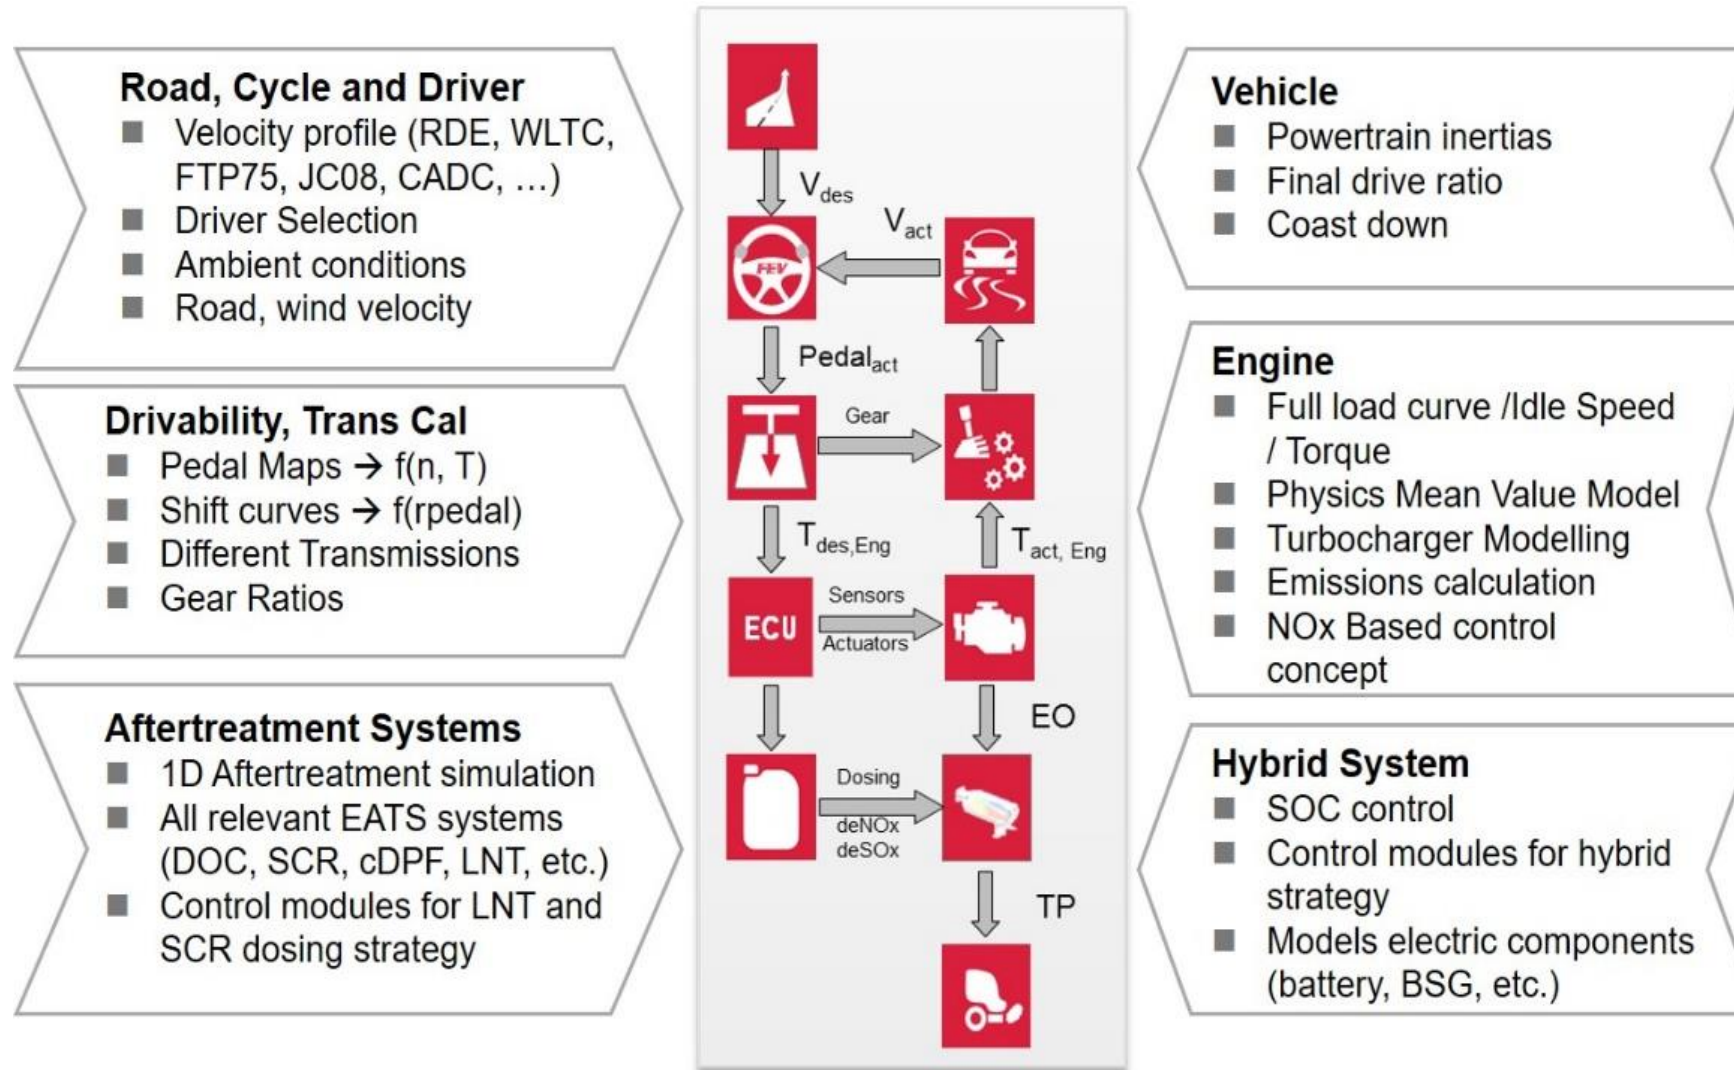 Road, Cycle and Driver
■ Velocity profile (RDE, WLTC,
FTP75, JC08, CADC, …)
■ Driver Selection
■ Ambient conditions
■ Road, wind velocity
Drivability, Trans Cal
■ Pedal Maps → f(n, T)
■ Shift curves → f(rpedal)
■ Different Transmissions
■ Gear Ratios
Aftertreatment Systems
■ 1D Aftertreatment simulation
■ All relevant EATS systems
(DOC, SCR, cDPF, LNT, etc.)
■ Control modules for LNT and
SCR dosing strategy
Vdes
Vact
FEV
Pedalact
Gear
Tdes,Eng
Tact, Eng
ECU
Sensors
Actuators
EO
Dosing
deNOx
deSOx
TP
Vehicle
■ Powertrain inertias
■ Final drive ratio
■ Coast down
Engine
■ Full load curve /Idle Speed
/ Torque
■ Physics Mean Value Model
■ Turbocharger Modelling
■ Emissions calculation
■ NOx Based control
concept
Hybrid System
■ SOC control
■ Control modules for hybrid
strategy
■ Models electric components
(battery, BSG, etc.)